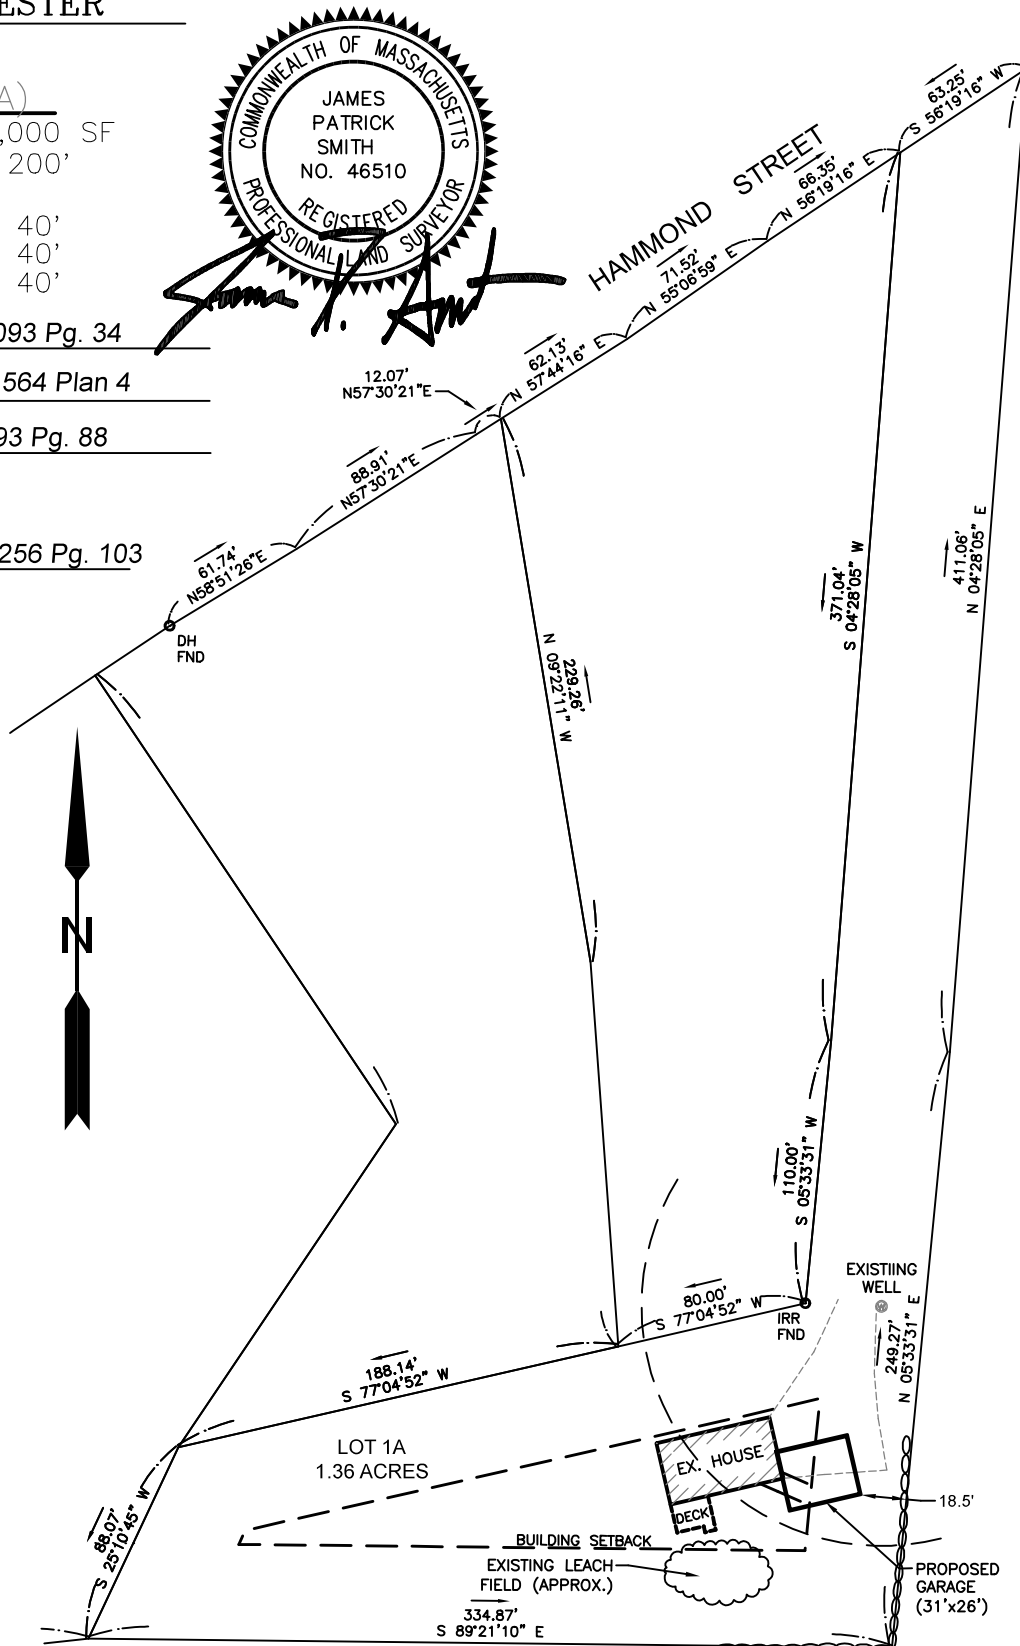 ESTER
A)
,000 SF
200'
40'
40'
40'
093 Pg. 34
564 Plan 4
93 Pg. 88
256 Pg. 103
COMMONWEALTH OF MASSACHUSETTS
JAMES
PATRICK
SMITH
NO. 46510
REGISTERED
PROFESSIONAL LAND SURVEYOR
HAMMOND STREET
63.25'
S 56°19'16" W
66.35'
N 56°19'16" E
71.52'
N 55°06'59" E
62.13'
N 57°44'16" E
12.07'
N57°30'21"E
88.91'
N57°30'21"E
61.74'
N58°51'26"E
DH
FND
229.26'
N 09°22'11" W
371.04'
S 04°28'05" W
411.06'
N 04°28'05" E
N
110.00'
S 05°33'31" W
EXISTIING
WELL
249.27'
N 05°33'31" E
80.00'
S 77°04'52" W
IRR
FND
188.14'
S 77°04'52" W
LOT 1A
1.36 ACRES
EX. HOUSE
DECK
18.5'
88.07'
S 25°10'45" W
BUILDING SETBACK
EXISTING LEACH
FIELD (APPROX.)
PROPOSED
GARAGE
(31'x26')
334.87'
S 89°21'10" E